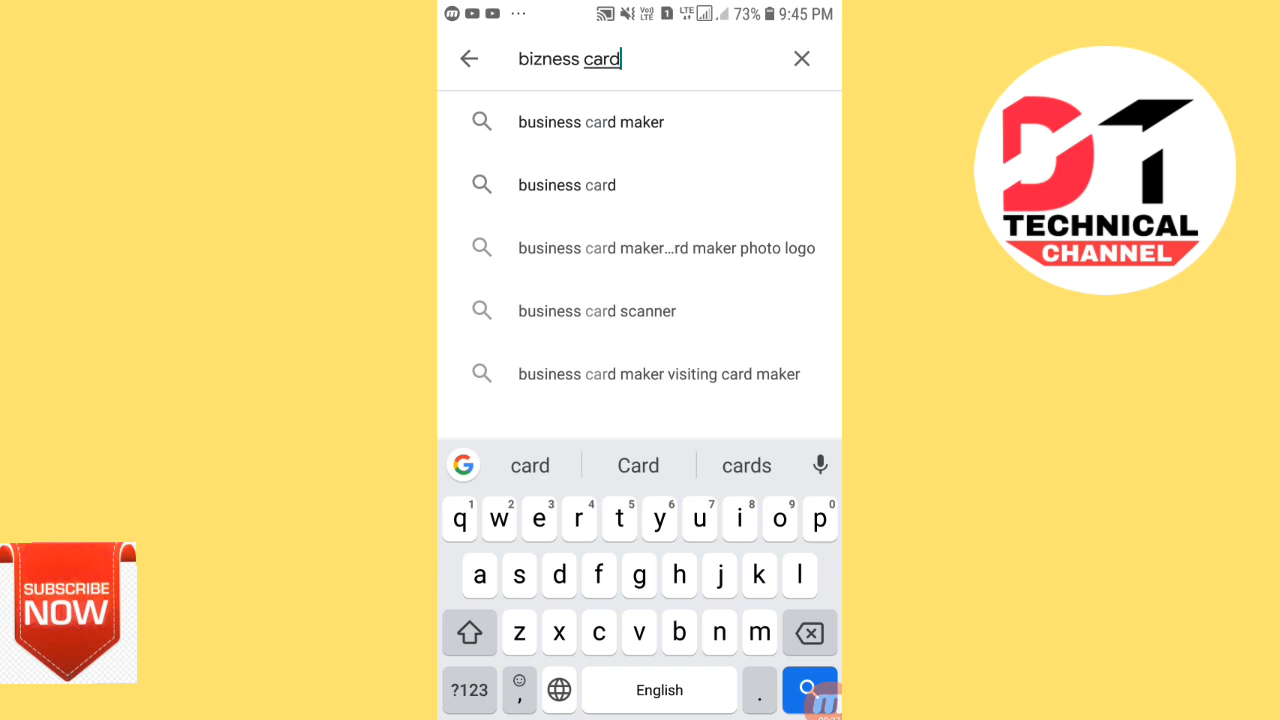 73% 9:45 PM
bizness card
business card maker
business card
business card maker...rd maker photo logo
business card scanner
business card maker visiting card maker
card Card cards
1 2 3 4 5 6 7 8 9 0
q w e r t y u i o p
a s d f g h j k l
z x c v b n m
?123 , English .
DT
TECHNICAL
CHANNEL
SUBSCRIBE
NOW